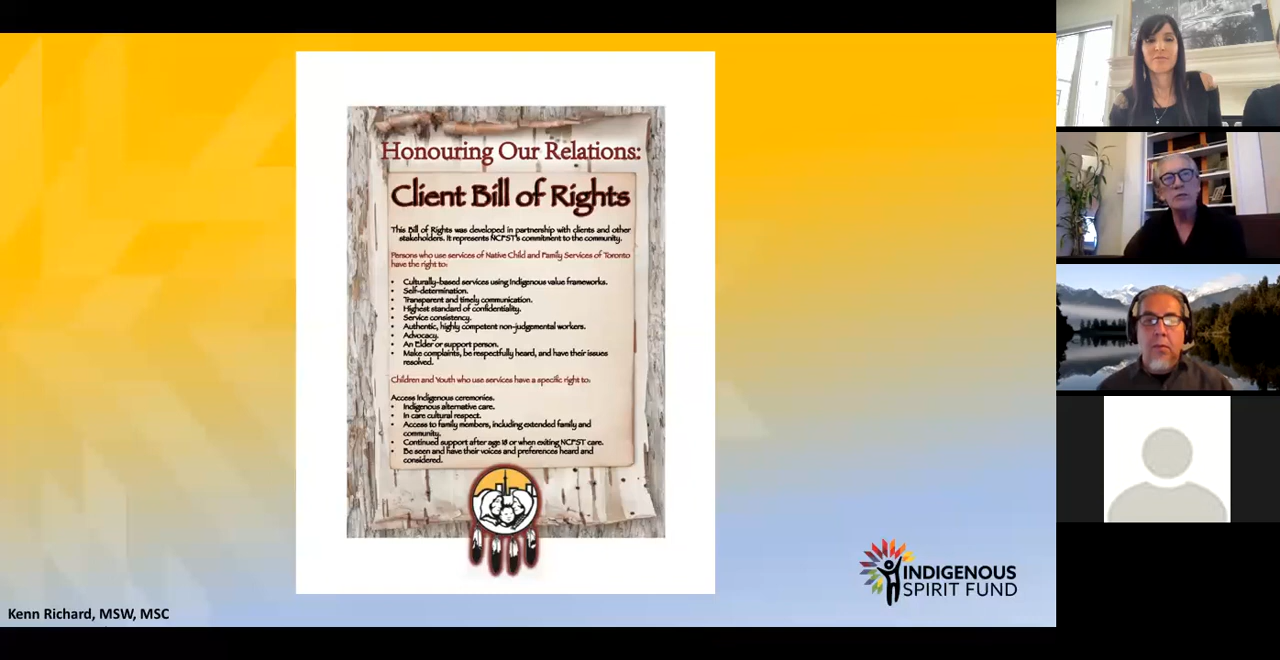 Honouring Our Relations:
Client Bill of Rights
This Bill of Rights was developed in partnership with clients and other
stakeholders. It represents NCFST's commitment to the community.
Persons who use services of Native Child and Family Services of Toronto
have the right to:
• Culturally-based services using Indigenous value frameworks.
• Self-determination.
• Transparent and timely communication.
• Highest standard of confidentiality.
• Service consistency.
• Authentic, highly competent non-judgemental workers.
• Advocacy.
• An Elder or support person.
• Make complaints, be respectfully heard, and have their issues
resolved.
Children and Youth who use services have a specific right to:
Access Indigenous ceremonies.
• Indigenous alternative care.
• In care cultural respect.
• Access to family members, including extended family and
community.
• Continued support after age 18 or when exiting NCFST care.
• Be seen and have their voices and preferences heard and
considered.
INDIGENOUS
SPIRIT FUND
Kenn Richard, MSW, MSC